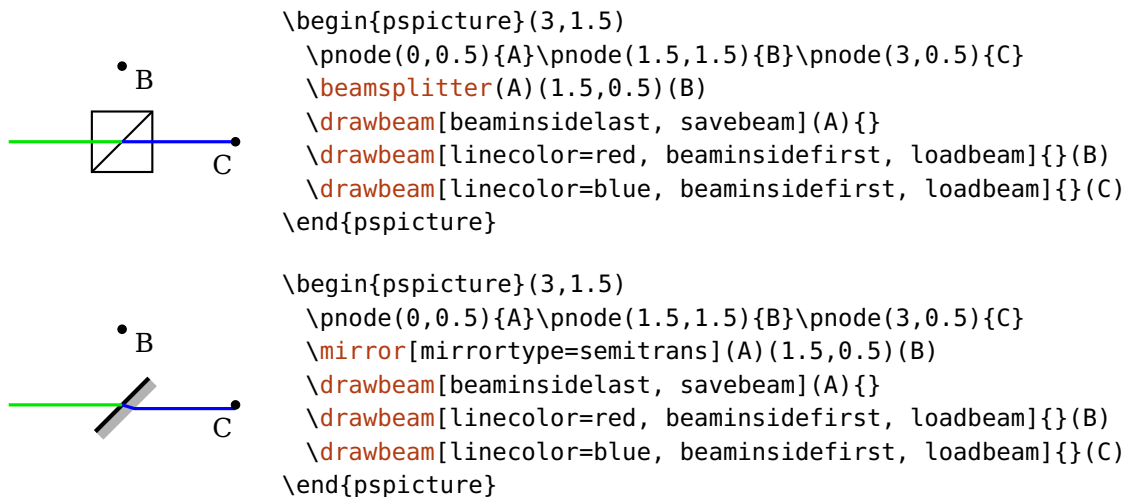 \begin{pspicture}(3,1.5)
\pnode(0,0.5){A}\pnode(1.5,1.5){B}\pnode(3,0.5){C}
\beamsplitter(A)(1.5,0.5)(B)
\drawbeam[beaminsidelast, savebeam](A){}
\drawbeam[linecolor=red, beaminsidefirst, loadbeam]{}(B)
\drawbeam[linecolor=blue, beaminsidefirst, loadbeam]{}(C)
\end{pspicture}
B
C
\begin{pspicture}(3,1.5)
\pnode(0,0.5){A}\pnode(1.5,1.5){B}\pnode(3,0.5){C}
\mirror[mirrortype=semitrans](A)(1.5,0.5)(B)
\drawbeam[beaminsidelast, savebeam](A){}
\drawbeam[linecolor=red, beaminsidefirst, loadbeam]{}(B)
\drawbeam[linecolor=blue, beaminsidefirst, loadbeam]{}(C)
\end{pspicture}
B
C